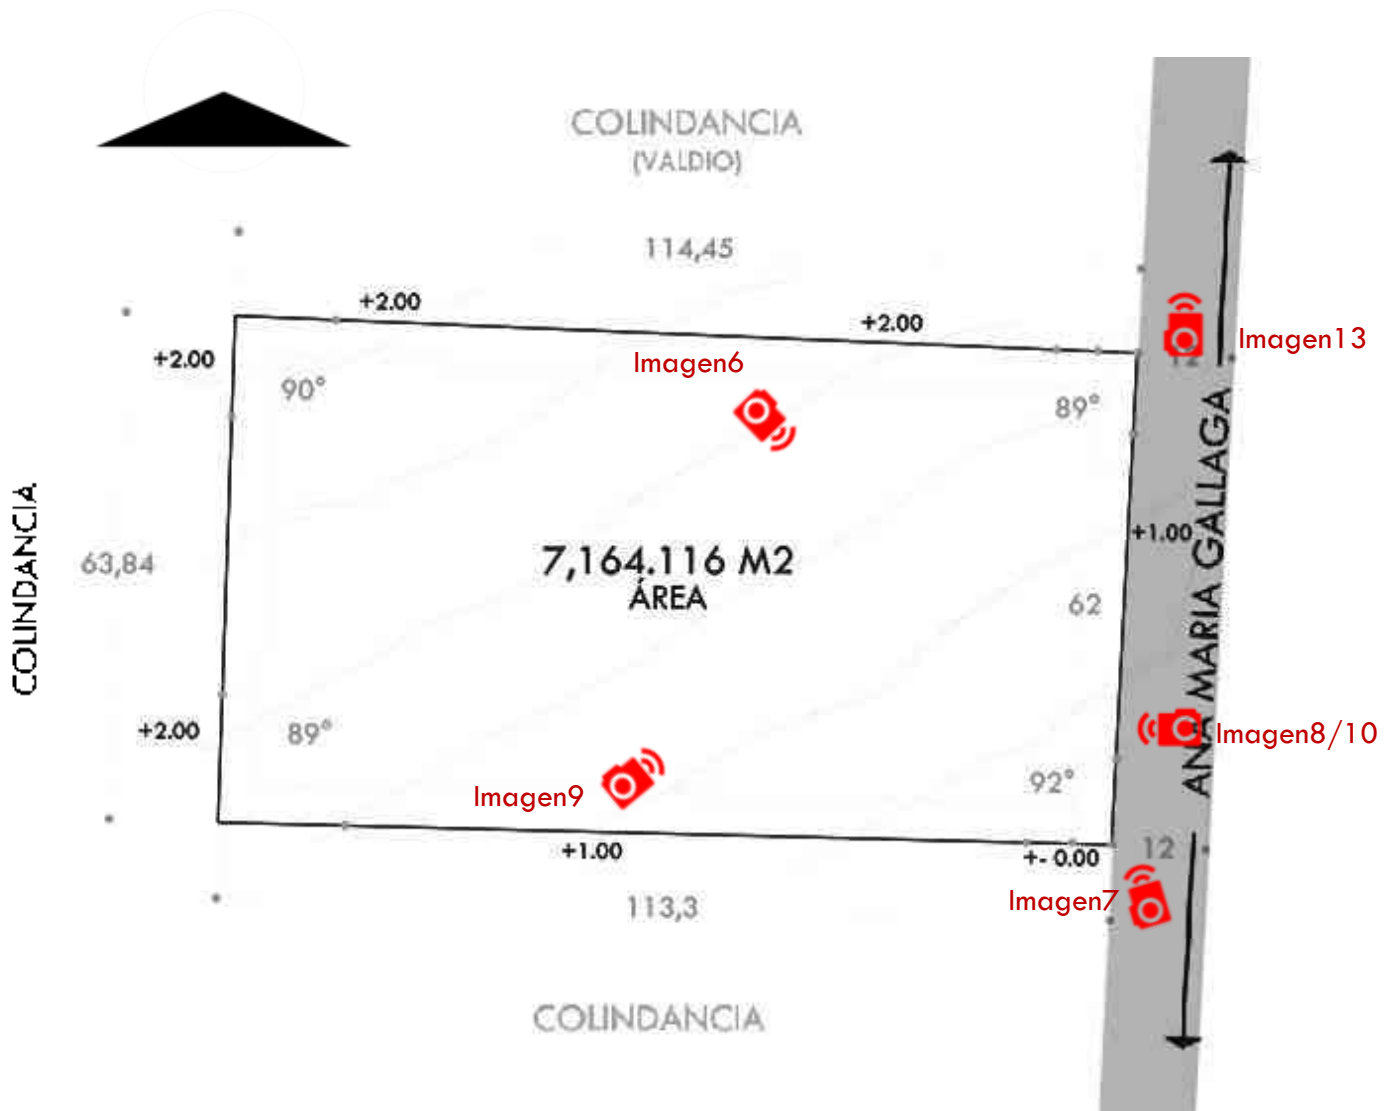 COLINDANCIA
(VALDIO)
114,45
+2.00
+2.00
+2.00
Imagen6
Imagen13
12
90°
89°
ANA MARIA GALLAGA
+1.00
COLINDANCIA
63,84
7,164.116 M2
ÁREA
62
+2.00
89°
Imagen8/10
92°
Imagen9
+1.00
+- 0.00
12
113,3
Imagen7
COLINDANCIA